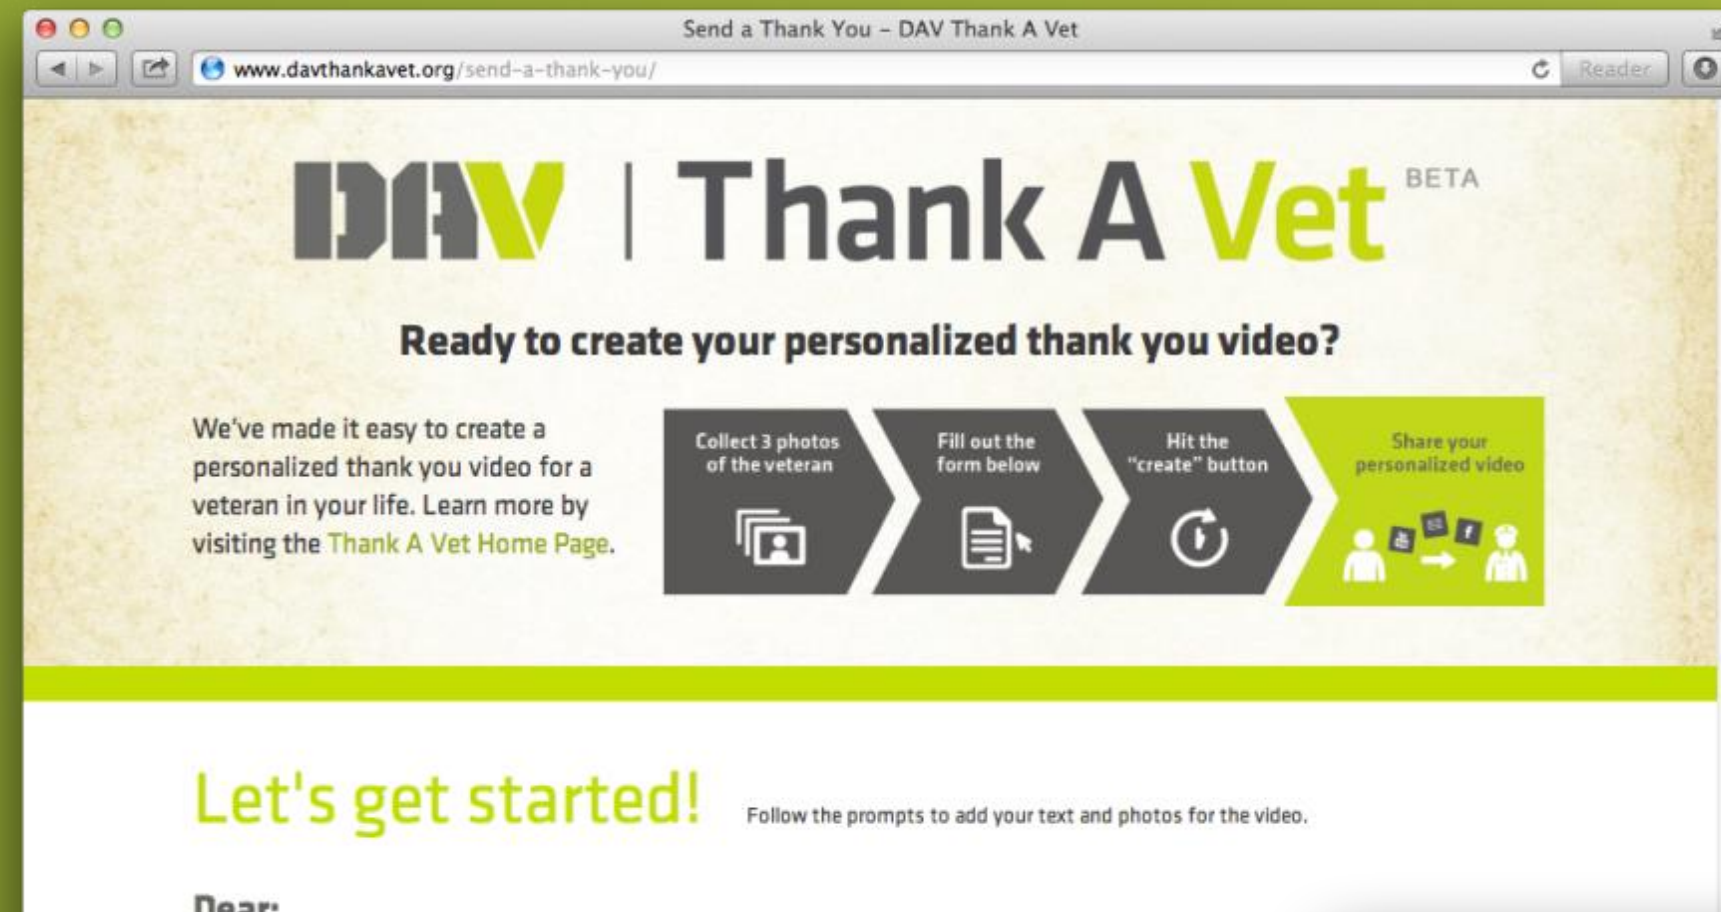 Send a Thank You – DAV Thank A Vet
www.davthankavet.org/send-a-thank-you/
Reader
DAV | Thank A Vet BETA
Ready to create your personalized thank you video?
We've made it easy to create a
personalized thank you video for a
veteran in your life. Learn more by
visiting the Thank A Vet Home Page.
Collect 3 photos
of the veteran
Fill out the
form below
Hit the
"create" button
Share your
personalized video
Let's get started!
Follow the prompts to add your text and photos for the video.
Dear: